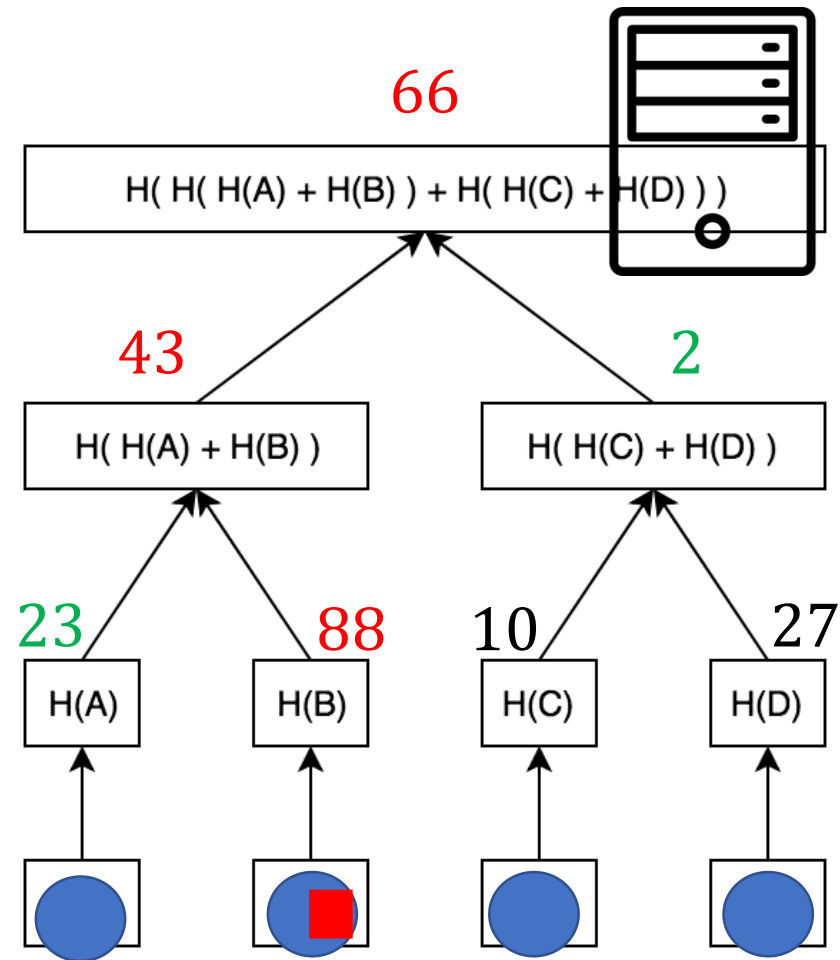 66
H( H( H(A) + H(B) ) + H( H(C) + H(D) ) )
43
2
H( H(A) + H(B) )
H( H(C) + H(D) )
23
88
10
27
H(A)
H(B)
H(C)
H(D)